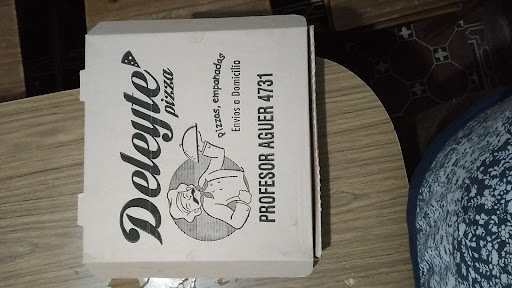 Deleyte
pizza
pizzas, empanadas
Envios a Domicilio
PROFESOR AGUER 4731